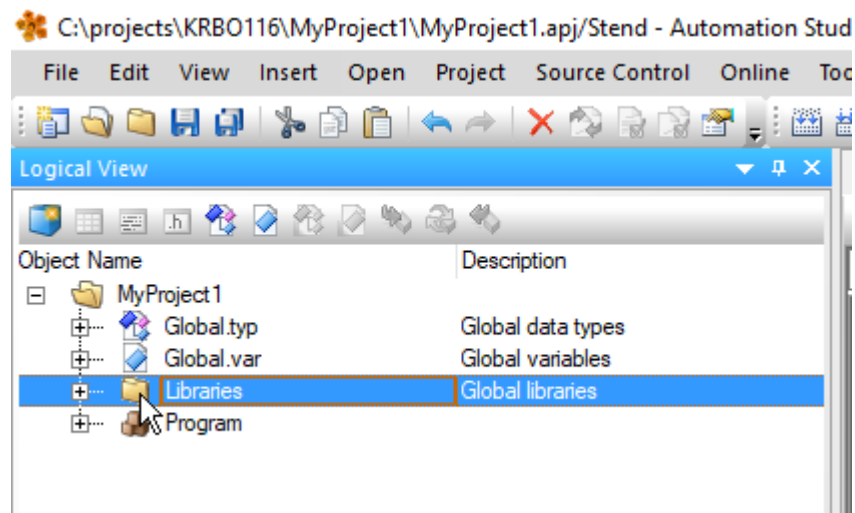 C:\projects\KRBO116\MyProject1\MyProject1.apj/Stend - Automation Stud
File Edit View Insert Open Project Source Control Online Toc
Logical View
.h
Object Name Description
MyProject1
Global.typ Global data types
Global.var Global variables
Libraries Global libraries
Program